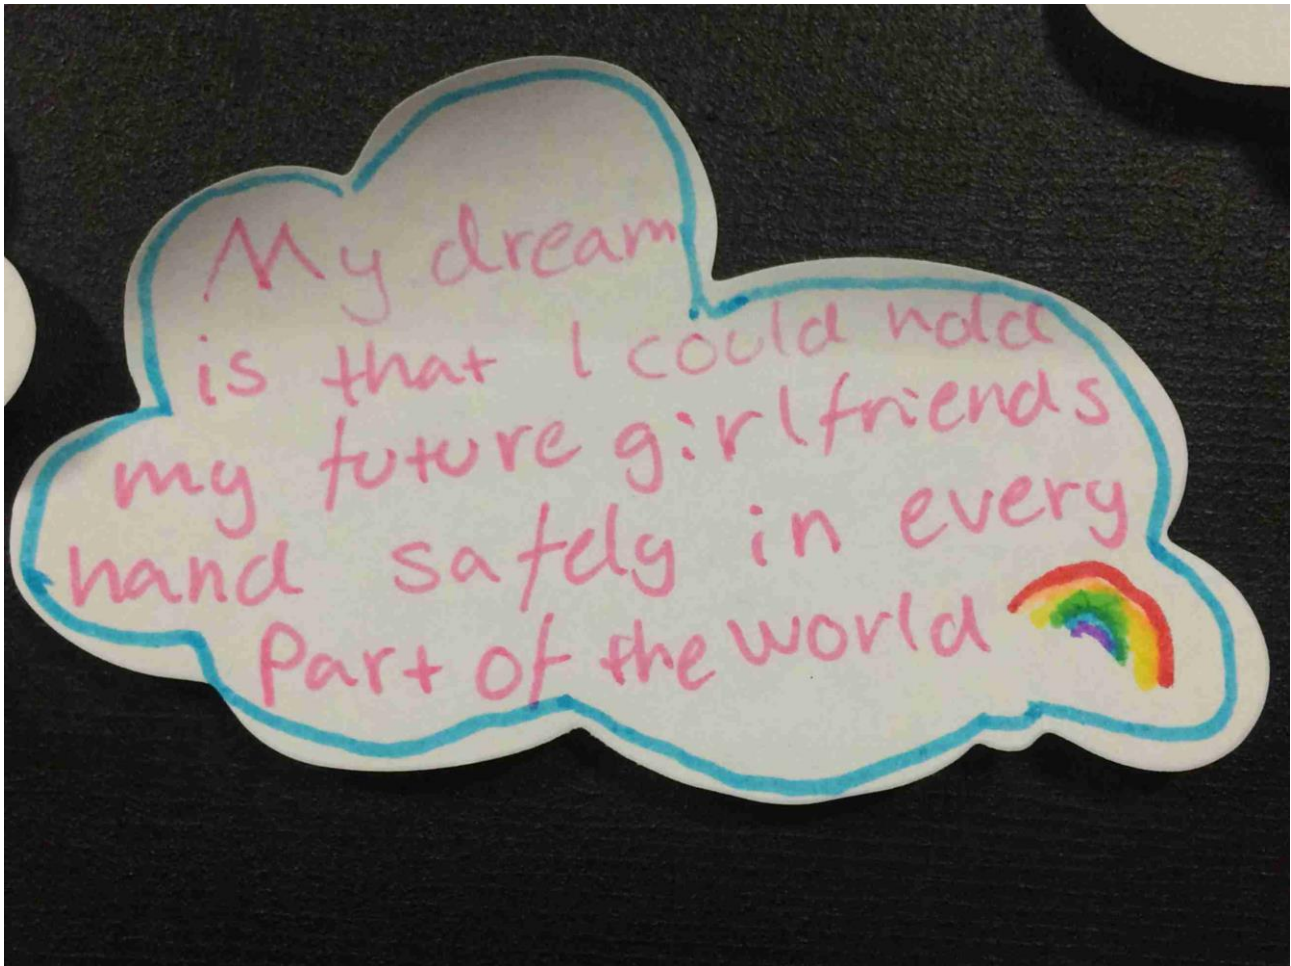 My dream
is that I could hold
my future girlfriends
hand safely in every
Part of the world